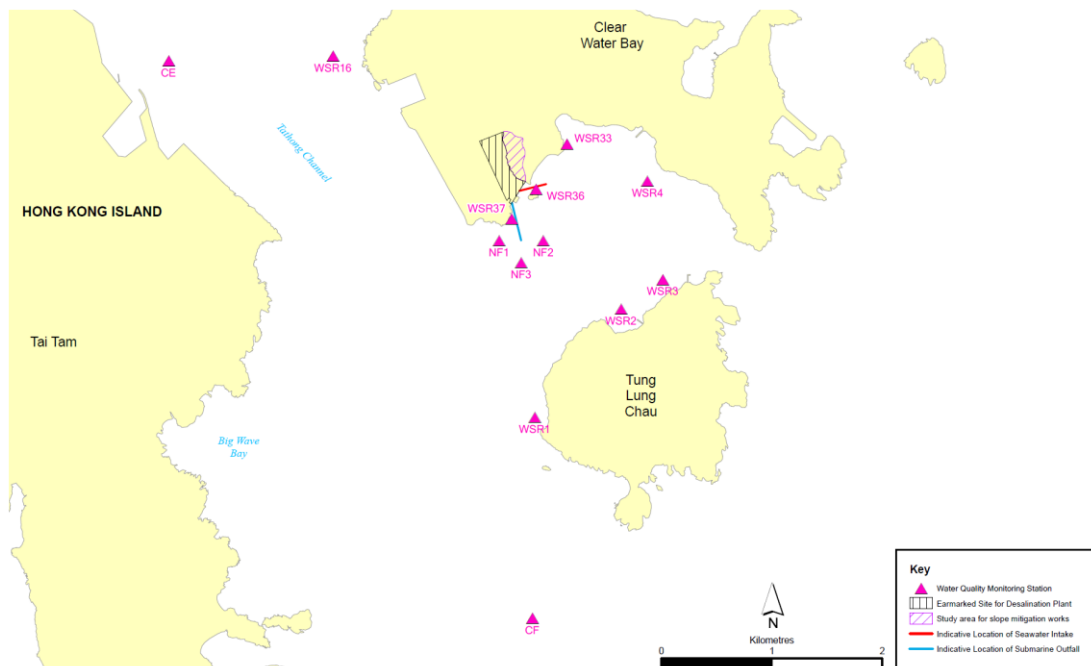 Clear
Water Bay
CE
WSR16
Tathong Channel
WSR33
WSR4
WSR36
HONG KONG ISLAND
WSR37
NF1
NF2
NF3
WSR3
WSR2
Tai Tam
Tung
Lung
Chau
WSR1
Big Wave
Bay
CF
N
Kilometres
0 1 2
Key
Water Quality Monitoring Station
Earmarked Site for Desalination Plant
Study area for slope mitigation works
Indicative Location of Seawater Intake
Indicative Location of Submarine Outfall